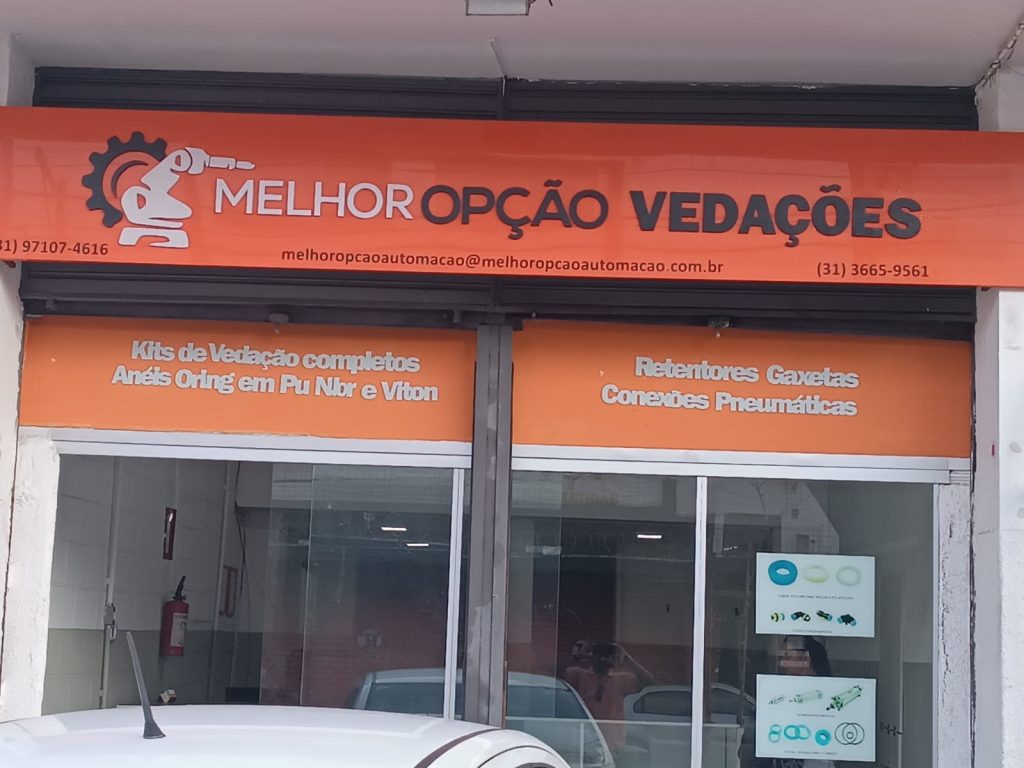 MELHOR OPÇÃO VEDAÇÕES
31) 97107-4616
melhoropcaoautomacao@melhoropcaoautomacao.com.br
(31) 3665-9561
Kits de Vedação completos
Anéis Oring em Pu Nbr e Viton
Retentores Gaxetas
Conexões Pneumáticas